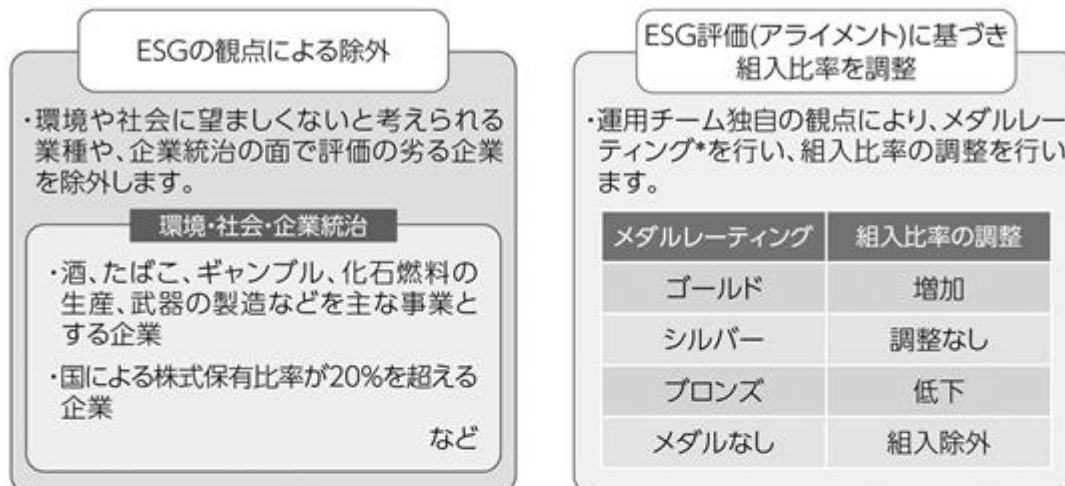 ESGの観点による除外
・環境や社会に望ましくないと考えられる
業種や、企業統治の面で評価の劣る企業
を除外します。
環境・社会・企業統治
・酒、たばこ、ギャンブル、化石燃料の
生産、武器の製造などを主な事業と
する企業
・国による株式保有比率が20%を超える
企業
など
ESG評価(アライメント)に基づき
組入比率を調整
・運用チーム独自の観点により、メダルレー
ティング*を行い、組入比率の調整を行い
ます。
メダルレーティング 組入比率の調整
ゴールド 増加
シルバー 調整なし
ブロンズ 低下
メダルなし 組入除外